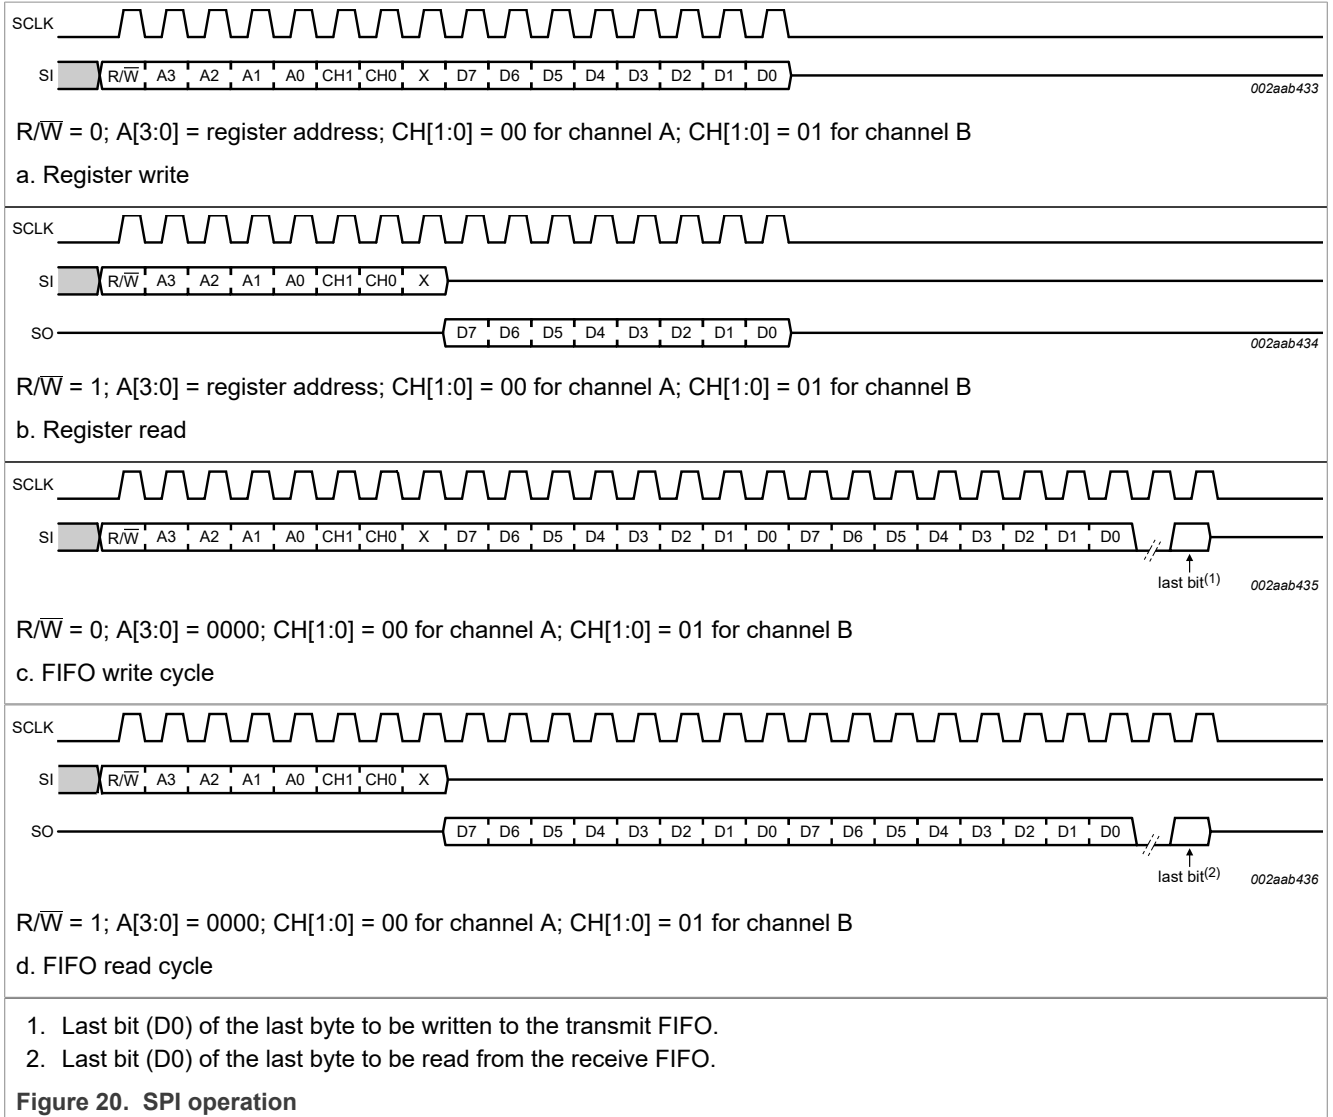 SCLK
SI R/W̅ A3 A2 A1 A0 CH1 CH0 X D7 D6 D5 D4 D3 D2 D1 D0
002aab433
R/W̅ = 0; A[3:0] = register address; CH[1:0] = 00 for channel A; CH[1:0] = 01 for channel B
a. Register write
SCLK
SI R/W̅ A3 A2 A1 A0 CH1 CH0 X
SO D7 D6 D5 D4 D3 D2 D1 D0
002aab434
R/W̅ = 1; A[3:0] = register address; CH[1:0] = 00 for channel A; CH[1:0] = 01 for channel B
b. Register read
SCLK
SI R/W̅ A3 A2 A1 A0 CH1 CH0 X D7 D6 D5 D4 D3 D2 D1 D0 D7 D6 D5 D4 D3 D2 D1 D0
last bit(1) 002aab435
R/W̅ = 0; A[3:0] = 0000; CH[1:0] = 00 for channel A; CH[1:0] = 01 for channel B
c. FIFO write cycle
SCLK
SI R/W̅ A3 A2 A1 A0 CH1 CH0 X
SO D7 D6 D5 D4 D3 D2 D1 D0 D7 D6 D5 D4 D3 D2 D1 D0
last bit(2) 002aab436
R/W̅ = 1; A[3:0] = 0000; CH[1:0] = 00 for channel A; CH[1:0] = 01 for channel B
d. FIFO read cycle
1. Last bit (D0) of the last byte to be written to the transmit FIFO.
2. Last bit (D0) of the last byte to be read from the receive FIFO.
Figure 20. SPI operation